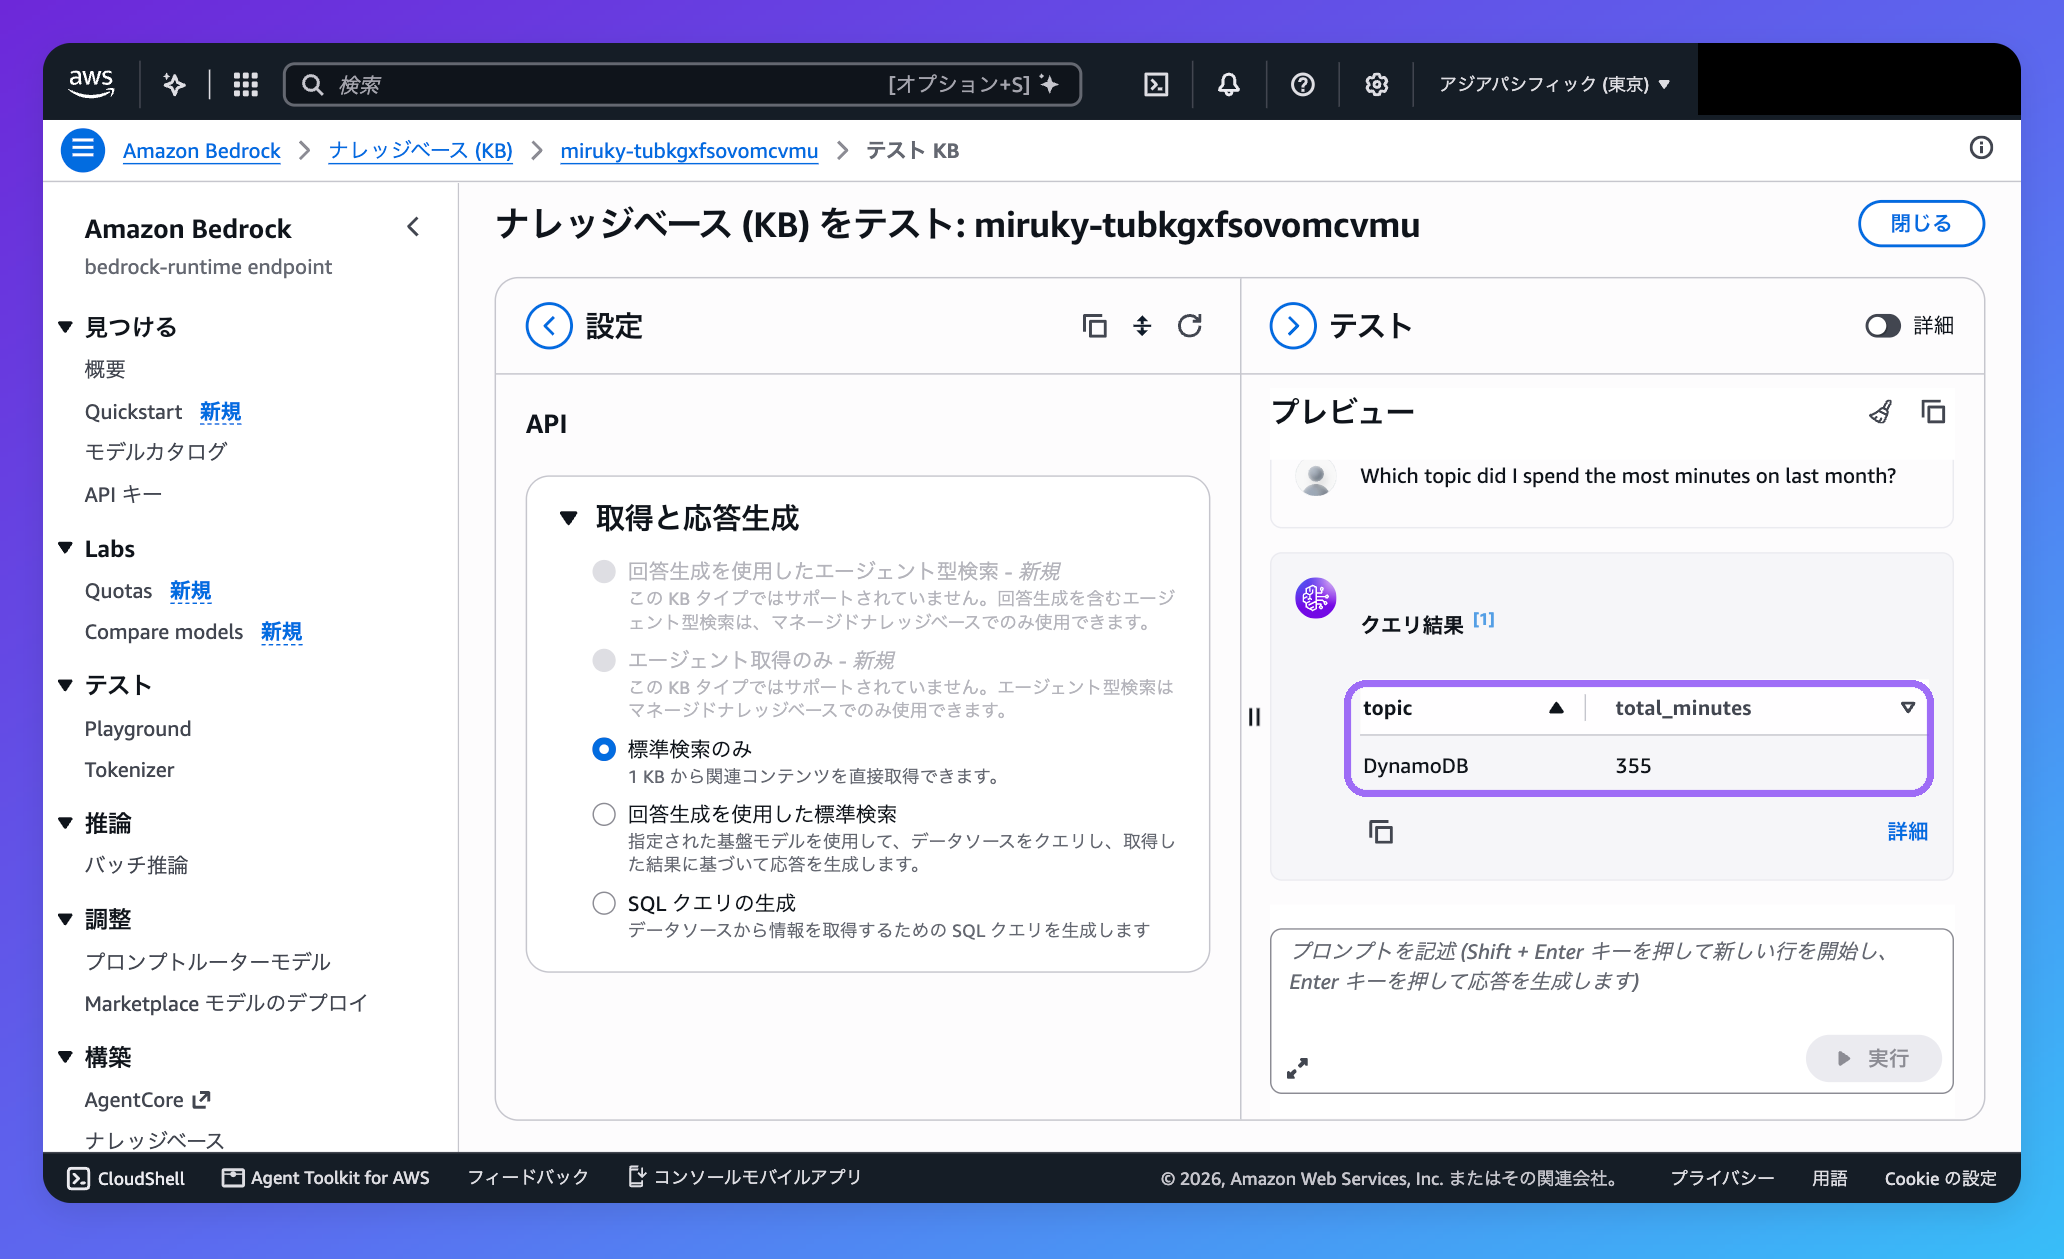 aws
検索
[オプション+S]
アジアパシフィック (東京) ▼
Amazon Bedrock
ナレッジベース (KB)
miruky-tubkgxfsovomcvmu
テスト KB
Amazon Bedrock
bedrock-runtime endpoint
見つける
概要
Quickstart 新規
モデルカタログ
API キー
Labs
Quotas 新規
Compare models 新規
テスト
Playground
Tokenizer
推論
バッチ推論
調整
プロンプトルーターモデル
Marketplace モデルのデプロイ
構築
AgentCore
ナレッジベース
ナレッジベース (KB) をテスト: miruky-tubkgxfsovomcvmu
閉じる
設定
API
取得と応答生成
回答生成を使用したエージェント型検索 - 新規
この KB タイプではサポートされていません。回答生成を含むエージ
ェント型検索は、マネージドナレッジベースでのみ使用できます。
エージェント取得のみ - 新規
この KB タイプではサポートされていません。エージェント型検索は
マネージドナレッジベースでのみ使用できます。
標準検索のみ
1 KB から関連コンテンツを直接取得できます。
回答生成を使用した標準検索
指定された基盤モデルを使用して、データソースをクエリし、取得し
た結果に基づいて応答を生成します。
SQL クエリの生成
データソースから情報を取得するための SQL クエリを生成します
テスト
詳細
プレビュー
Which topic did I spend the most minutes on last month?
クエリ結果 [1]
topic total_minutes
DynamoDB 355
詳細
プロンプトを記述 (Shift + Enter キーを押して新しい行を開始し、
Enter キーを押して応答を生成します)
実行
CloudShell
Agent Toolkit for AWS
フィードバック
コンソールモバイルアプリ
© 2026, Amazon Web Services, Inc. またはその関連会社。
プライバシー
用語
Cookie の設定